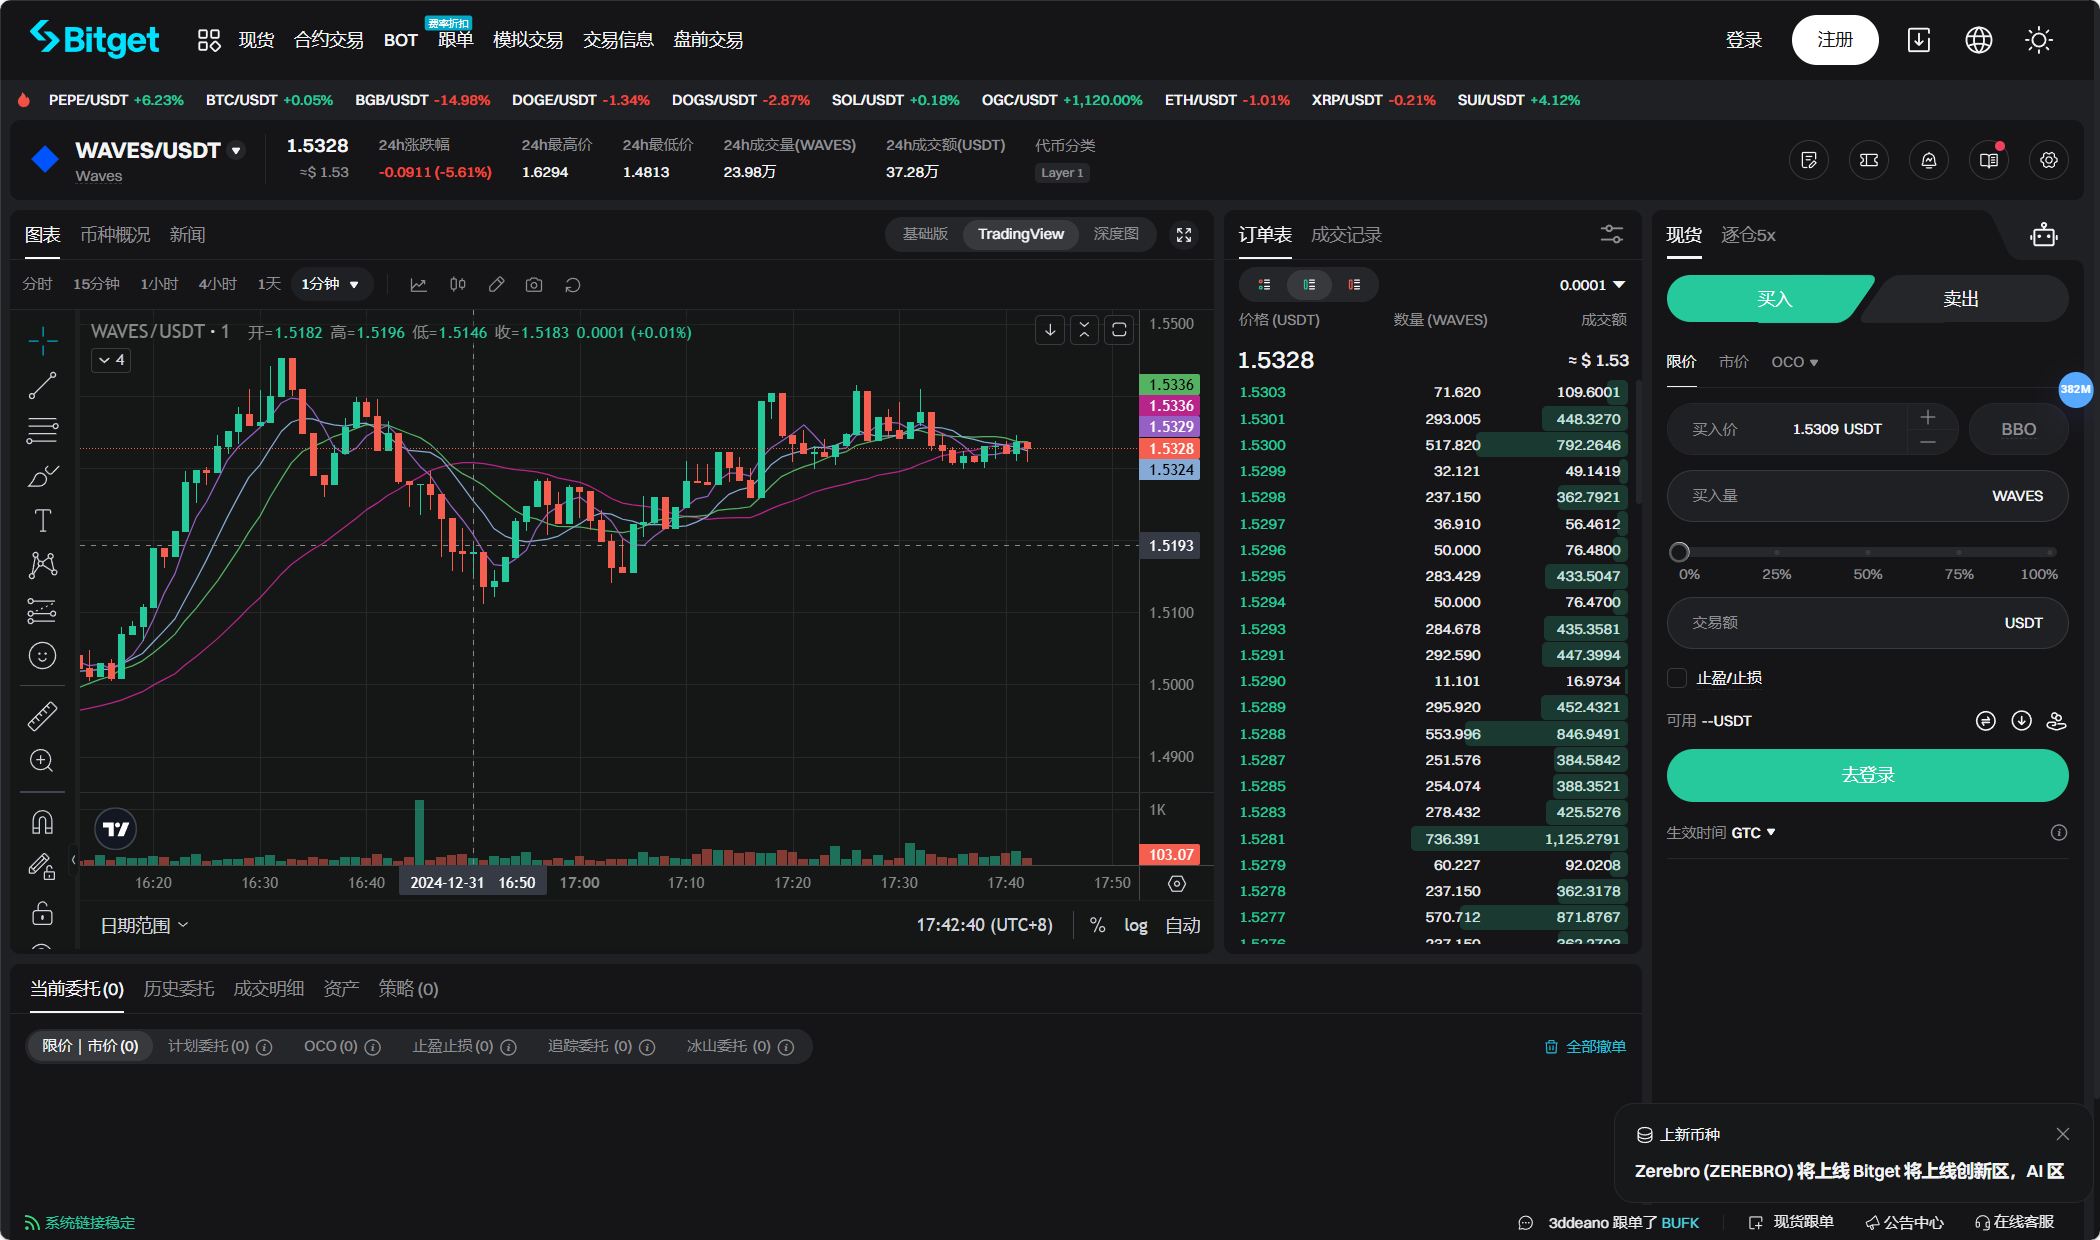 Bitget 现货 合约交易 BOT 跟单 费率折扣 模拟交易 交易信息 盘前交易 登录 注册
PEPE/USDT +6.23% BTC/USDT +0.05% BGB/USDT -14.98% DOGE/USDT -1.34% DOGS/USDT -2.87% SOL/USDT +0.18% OGC/USDT +1,120.00% ETH/USDT -1.01% XRP/USDT -0.21% SUI/USDT +4.12%
WAVES/USDT
Waves
1.5328
≈$ 1.53
24h涨跌幅
-0.0911 (-5.61%)
24h最高价
1.6294
24h最低价
1.4813
24h成交量(WAVES)
23.98万
24h成交额(USDT)
37.28万
代币分类
Layer 1
图表 币种概况 新闻
基础版 TradingView 深度图
分时 15分钟 1小时 4小时 1天 1分钟
WAVES/USDT · 1 开=1.5182 高=1.5196 低=1.5146 收=1.5183 0.0001 (+0.01%)
4
1.5500
1.5336
1.5336
1.5329
1.5328
1.5324
1.5193
1.5100
1.5000
1.4900
1K
103.07
16:20 16:30 16:40 2024-12-31 16:50 17:00 17:10 17:20 17:30 17:40 17:50
日期范围
17:42:40 (UTC+8) % log 自动
订单表 成交记录
0.0001
价格 (USDT) 数量 (WAVES) 成交额
1.5328 ≈ $ 1.53
1.5303 71.620 109.6001
1.5301 293.005 448.3270
1.5300 517.820 792.2646
1.5299 32.121 49.1419
1.5298 237.150 362.7921
1.5297 36.910 56.4612
1.5296 50.000 76.4800
1.5295 283.429 433.5047
1.5294 50.000 76.4700
1.5293 284.678 435.3581
1.5291 292.590 447.3994
1.5290 11.101 16.9734
1.5289 295.920 452.4321
1.5288 553.996 846.9491
1.5287 251.576 384.5842
1.5285 254.074 388.3521
1.5283 278.432 425.5276
1.5281 736.391 1,125.2791
1.5279 60.227 92.0208
1.5278 237.150 362.3178
1.5277 570.712 871.8767
1.5276 237.150 362.2703
现货 逐仓5x
买入 卖出
限价 市价 OCO
382M
买入价 1.5309 USDT
BBO
买入量 WAVES
0% 25% 50% 75% 100%
交易额 USDT
止盈/止损
可用 --USDT
去登录
生效时间 GTC
当前委托(0) 历史委托 成交明细 资产 策略 (0)
限价 | 市价(0) 计划委托(0) OCO(0) 止盈止损(0) 追踪委托 (0) 冰山委托 (0)
全部撤单
上新币种
Zerebro (ZEREBRO) 将上线 Bitget 将上线创新区，AI 区
系统链接稳定
3ddeano 跟单了 BUFK 现货跟单 公告中心 在线客服